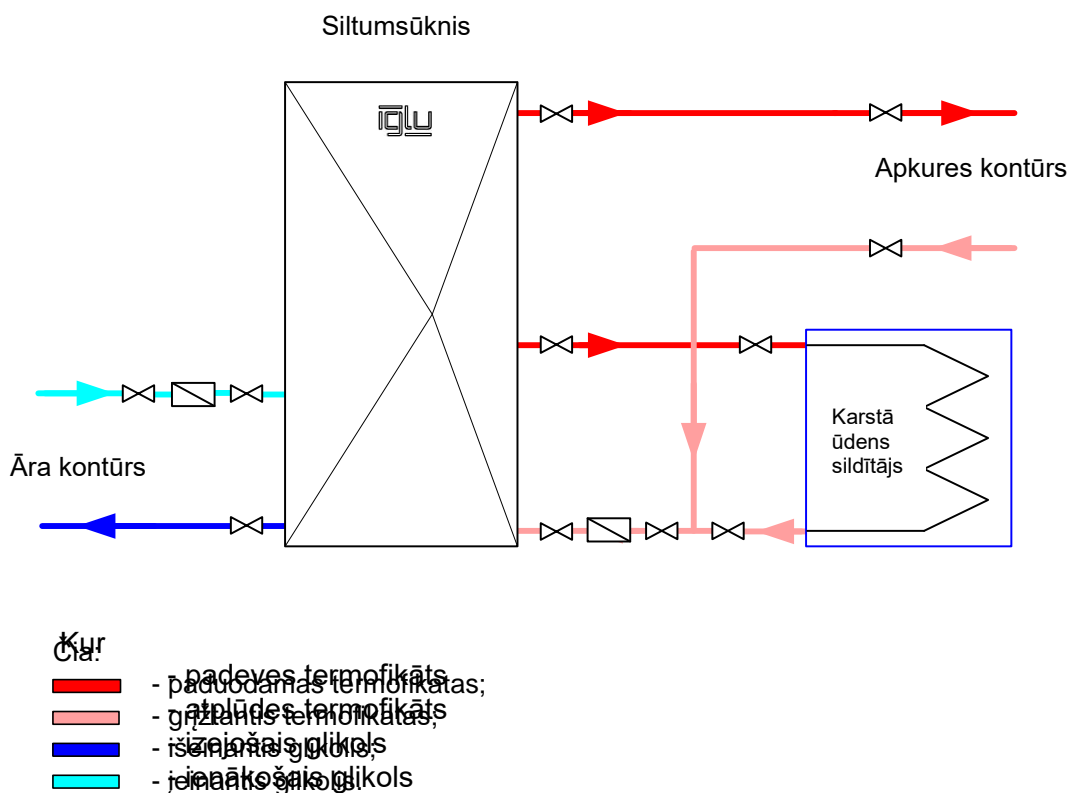 Siltumsūknis
īglu
Apkures kontūrs
Āra kontūrs
Karstā
ūdens
sildītājs
Kur
Čia:
- padeves termofikāts
- paduodamas termofikatas;
- atplūdes termofikāts
- grįžtantis termofikatas;
- izejošais glikols
- išeinantis glikolis;
- ienākošais glikols
- įeinantis glikolis.